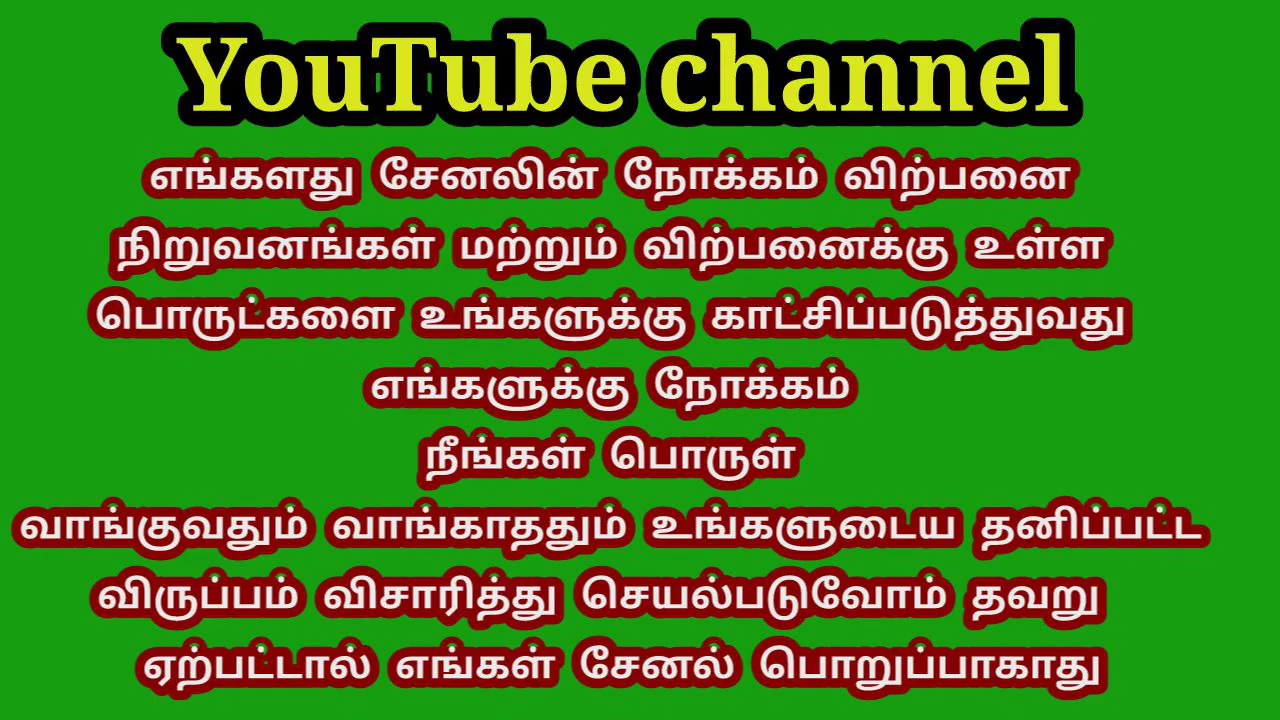 YouTube channel
எங்களது சேனலின் நோக்கம் விற்பனை
நிறுவனங்கள் மற்றும் விற்பனைக்கு உள்ள
பொருட்களை உங்களுக்கு காட்சிப்படுத்துவது
எங்களுக்கு நோக்கம்
நீங்கள் பொருள்
வாங்குவதும் வாங்காததும் உங்களுடைய தனிப்பட்ட
விருப்பம் விசாரித்து செயல்படுவோம் தவறு
ஏற்பட்டால் எங்கள் சேனல் பொறுப்பாகாது